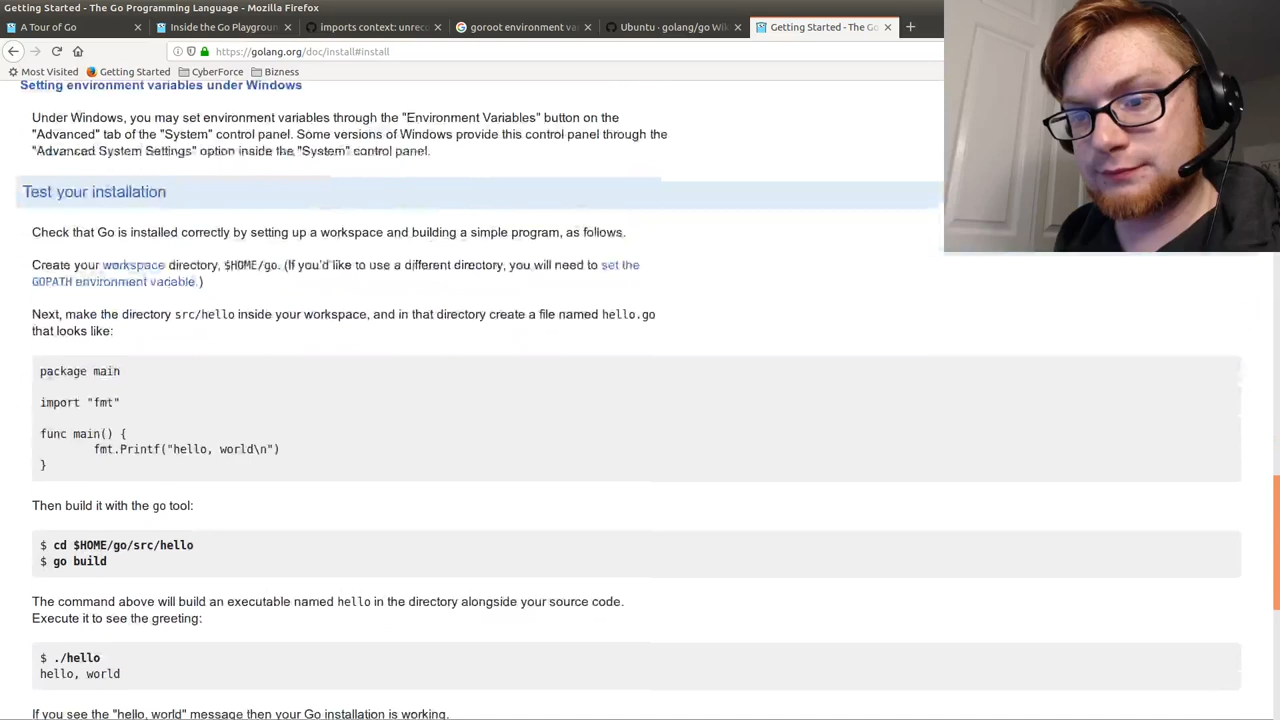 Getting Started - The Go Programming Language - Mozilla Firefox
A Tour of Go
Inside the Go Playgroun
imports context: unrec
goroot environment va
Ubuntu · golang/go Wik
Getting Started - The Go
https://golang.org/doc/install#install
Most Visited
Getting Started
CyberForce
Bizness
Setting environment variables under Windows
Under Windows, you may set environment variables through the "Environment Variables" button on the
"Advanced" tab of the "System" control panel. Some versions of Windows provide this control panel through the
"Advanced System Settings" option inside the "System" control panel.
Test your installation
Check that Go is installed correctly by setting up a workspace and building a simple program, as follows.
Create your workspace directory, $HOME/go. (If you'd like to use a different directory, you will need to set the
GOPATH environment variable.)
Next, make the directory src/hello inside your workspace, and in that directory create a file named hello.go
that looks like:
package main
import "fmt"
func main() {
fmt.Printf("hello, world\n")
}
Then build it with the go tool:
$ cd $HOME/go/src/hello
$ go build
The command above will build an executable named hello in the directory alongside your source code.
Execute it to see the greeting:
$ ./hello
hello, world
If you see the "hello, world" message then your Go installation is working.